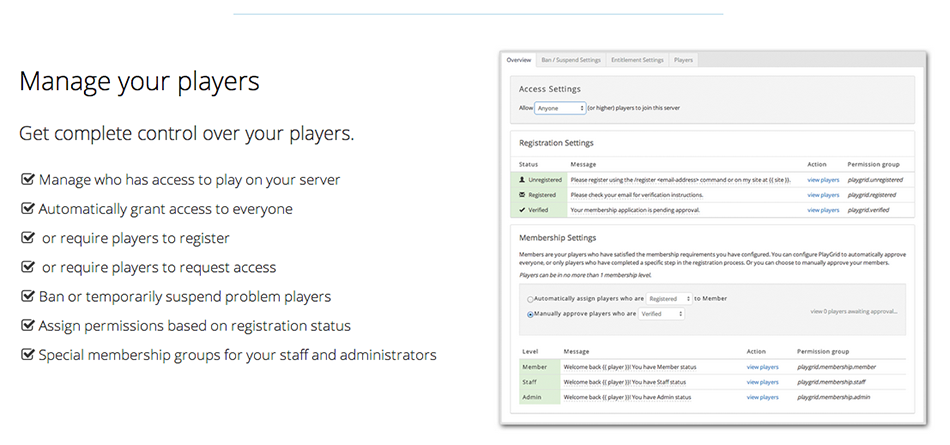 Manage your players
Get complete control over your players.
Manage who has access to play on your server
Automatically grant access to everyone
or require players to register
or require players to request access
Ban or temporarily suspend problem players
Assign permissions based on registration status
Special membership groups for your staff and administrators
Overview Ban / Suspend Settings Entitlement Settings Players
Access Settings
Allow Anyone (or higher) players to join this server
Registration Settings
Status Message Action Permission group
Unregistered Please register using the /register <email-address> command or on my site at {{ site }}. view players playgrid.unregistered
Registered Please check your email for verification instructions. view players playgrid.registered
Verified Your membership application is pending approval. view players playgrid.verified
Membership Settings
Members are your players who have satisfied the membership requirements you have configured. You can configure PlayGrid to automatically approve
everyone, or only players who have completed a specific step in the registration process. Or you can choose to manually approve your members.
Players can be in no more than 1 membership level.
Automatically assign players who are Registered to Member
Manually approve players who are Verified view 0 players awaiting approval...
Level Message Action Permission group
Member Welcome back {{ player }}! You have Member status view players playgrid.membership.member
Staff Welcome back {{ player }}! You have Staff status view players playgrid.membership.staff
Admin Welcome back {{ player }}! You have Admin status view players playgrid.membership.admin